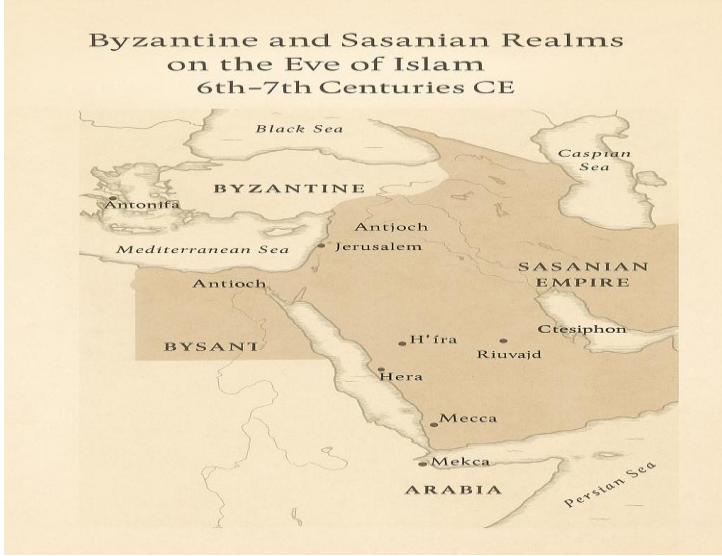 Byzantine and Sasanian Realms
on the Eve of Islam
6th–7th Centuries CE
Black Sea
Caspian
Sea
BYZANTINE
Antonifa
Antjoch
Mediterranean Sea
Jerusalem
SASANIAN
EMPIRE
Antioch
Ctesiphon
H'íra
BYSANT
Riuvajd
Hera
Mecca
Mekca
Persian Sea
ARABIA